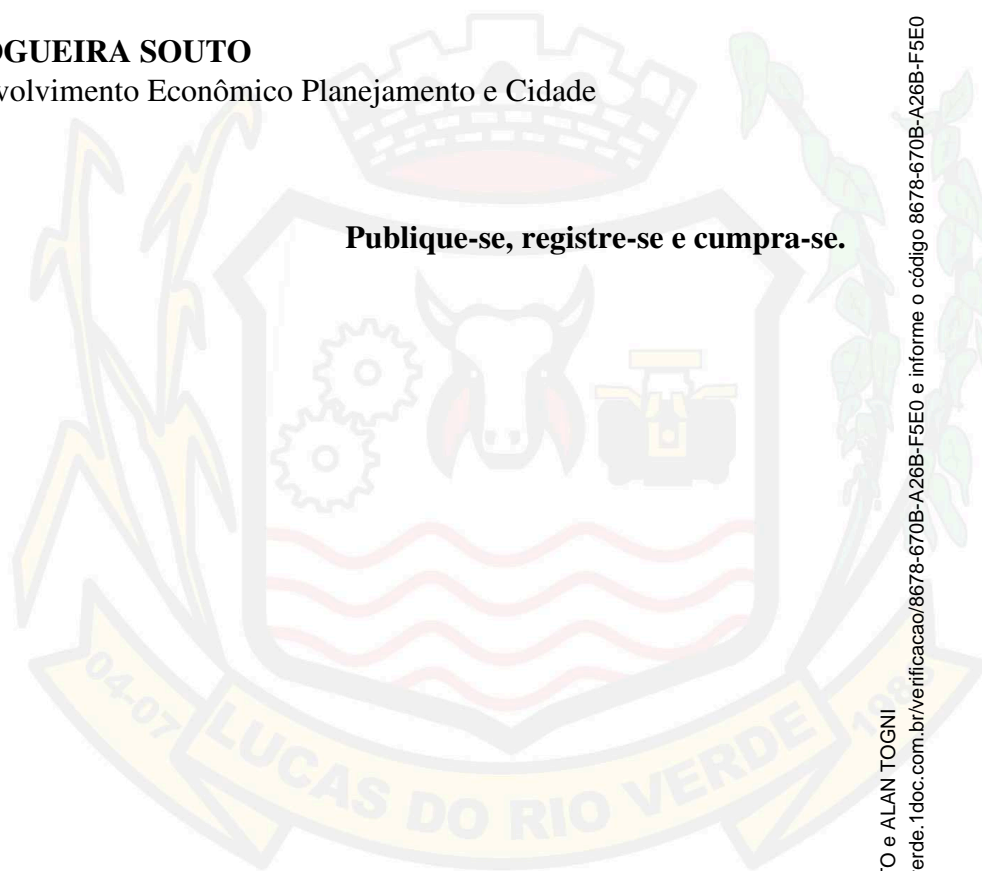 OGUEIRA SOUTO
volvimento Econômico Planejamento e Cidade
Publique-se, registre-se e cumpra-se.
04-07 LUCAS DO RIO VERDE
TO e ALAN TOGNI
erde.1doc.com.br/verificacao/8678-670B-A26B-F5E0 e informe o código 8678-670B-A26B-F5E0